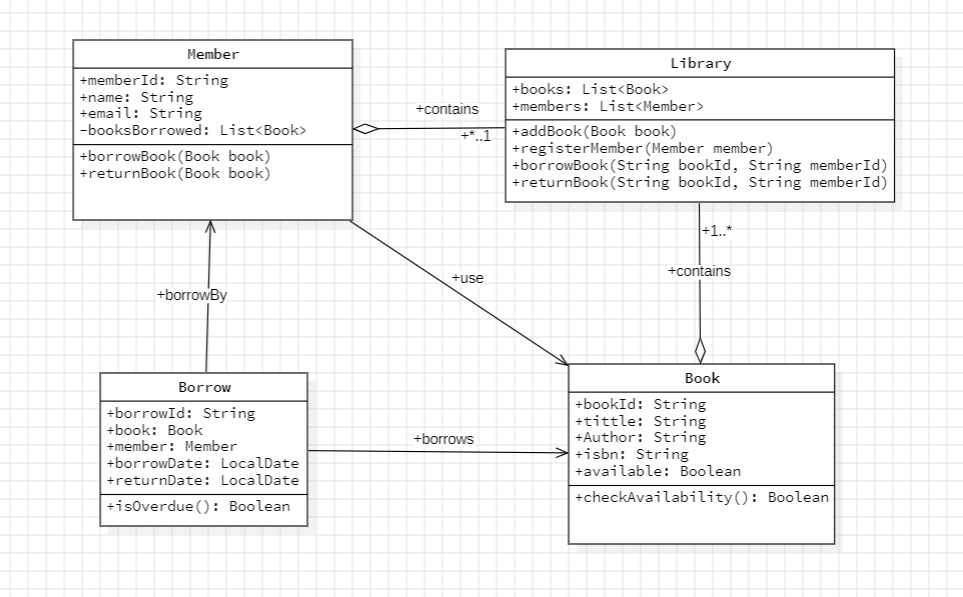 Member
+memberId: String
+name: String
+email: String
-booksBorrowed: List<Book>
+borrowBook(Book book)
+returnBook(Book book)
+contains
+*..1
Library
+books: List<Book>
+members: List<Member>
+addBook(Book book)
+registerMember(Member member)
+borrowBook(String bookId, String memberId)
+returnBook(String bookId, String memberId)
+1..*
+contains
+use
+borrowBy
Borrow
+borrowId: String
+book: Book
+member: Member
+borrowDate: LocalDate
+returnDate: LocalDate
+isOverdue(): Boolean
+borrows
Book
+bookId: String
+tittle: String
+Author: String
+isbn: String
+available: Boolean
+checkAvailability(): Boolean